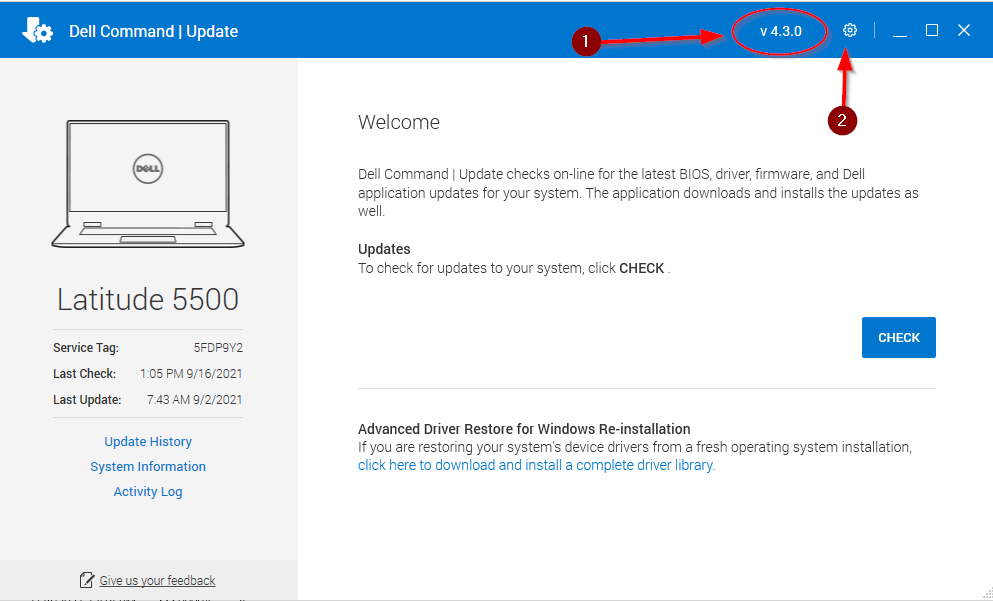 Dell Command | Update
1
v 4.3.0
2
DELL
Latitude 5500
Service Tag: 5FDP9Y2
Last Check: 1:05 PM 9/16/2021
Last Update: 7:43 AM 9/2/2021
Update History
System Information
Activity Log
Give us your feedback
Welcome
Dell Command | Update checks on-line for the latest BIOS, driver, firmware, and Dell
application updates for your system. The application downloads and installs the updates as
well.
Updates
To check for updates to your system, click CHECK .
CHECK
Advanced Driver Restore for Windows Re-installation
If you are restoring your system's device drivers from a fresh operating system installation,
click here to download and install a complete driver library.